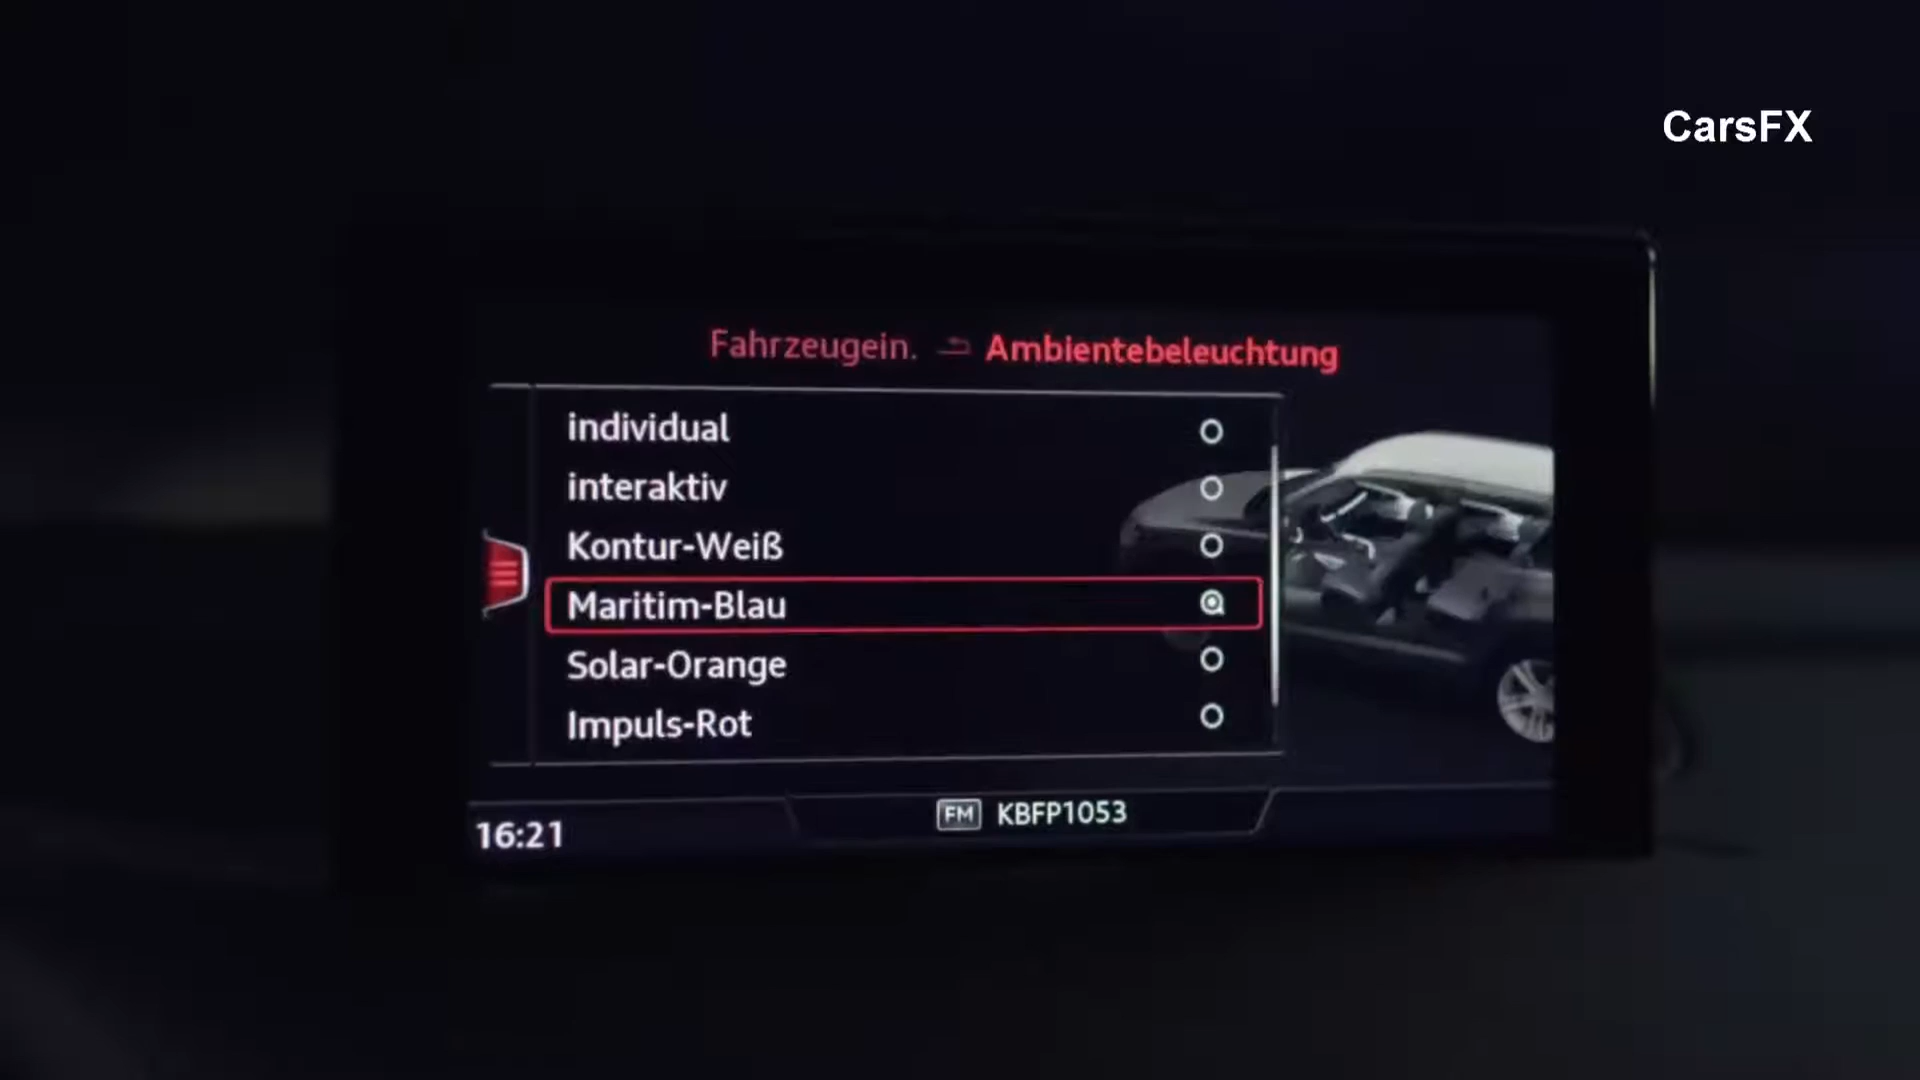 CarsFX
Fahrzeugein. Ambientebeleuchtung
individual
interaktiv
Kontur-Weiß
Maritim-Blau
Solar-Orange
Impuls-Rot
FM KBFP1053
16:21